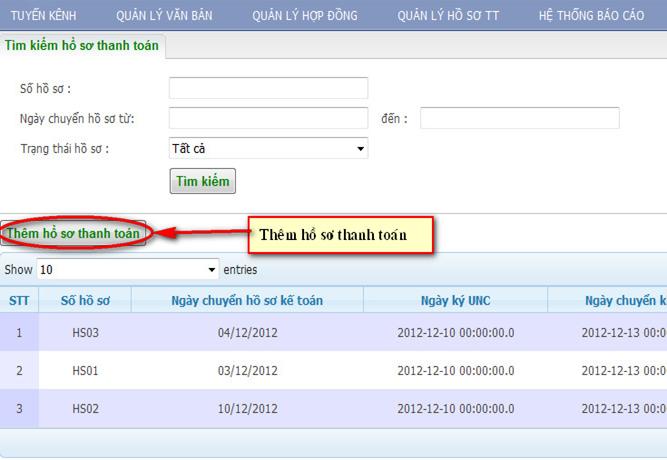 TUYẾN KÊNH QUẢN LÝ VĂN BẢN QUẢN LÝ HỢP ĐỒNG QUẢN LÝ HỒ SƠ TT HỆ THỐNG BÁO CÁO
Tìm kiếm hồ sơ thanh toán
Số hồ sơ :
Ngày chuyển hồ sơ từ: đến :
Trạng thái hồ sơ : Tất cả
Tìm kiếm
Thêm hồ sơ thanh toán Thêm hồ sơ thanh toán
Show 10 entries
STT Số hồ sơ Ngày chuyển hồ sơ kế toán Ngày ký UNC Ngày chuyển k
1 HS03 04/12/2012 2012-12-10 00:00:00.0 2012-12-13 00:00
2 HS01 03/12/2012 2012-12-10 00:00:00.0 2012-12-13 00:00
3 HS02 10/12/2012 2012-12-10 00:00:00.0 2012-12-13 00:00